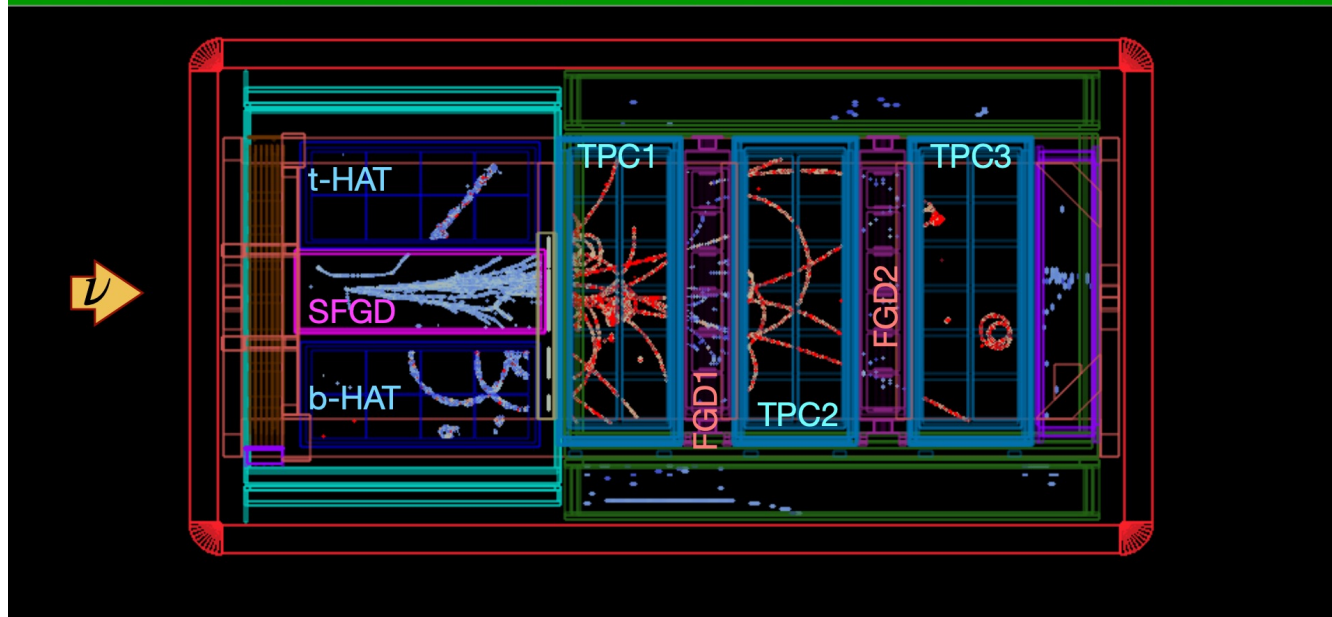 ν
t-HAT
SFGD
b-HAT
TPC1
FGD1
TPC2
FGD2
TPC3